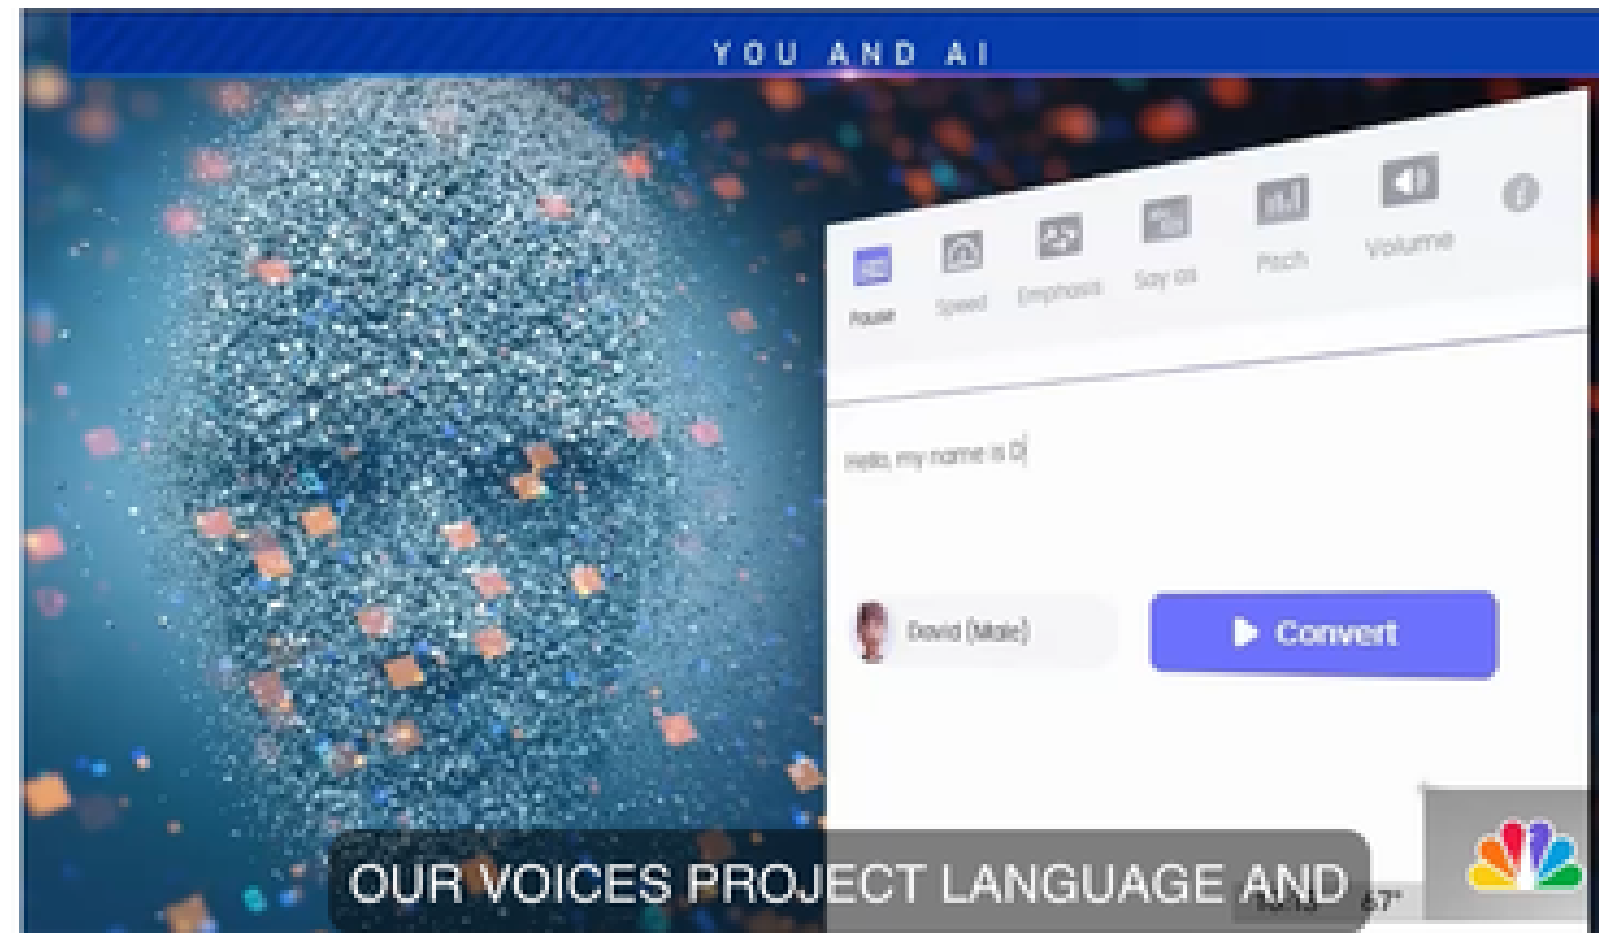 YOU AND AI
Pause Speed Emphasis Say as Pitch Volume
Hello, my name is D
David (Male) Convert
OUR VOICES PROJECT LANGUAGE AND
67°